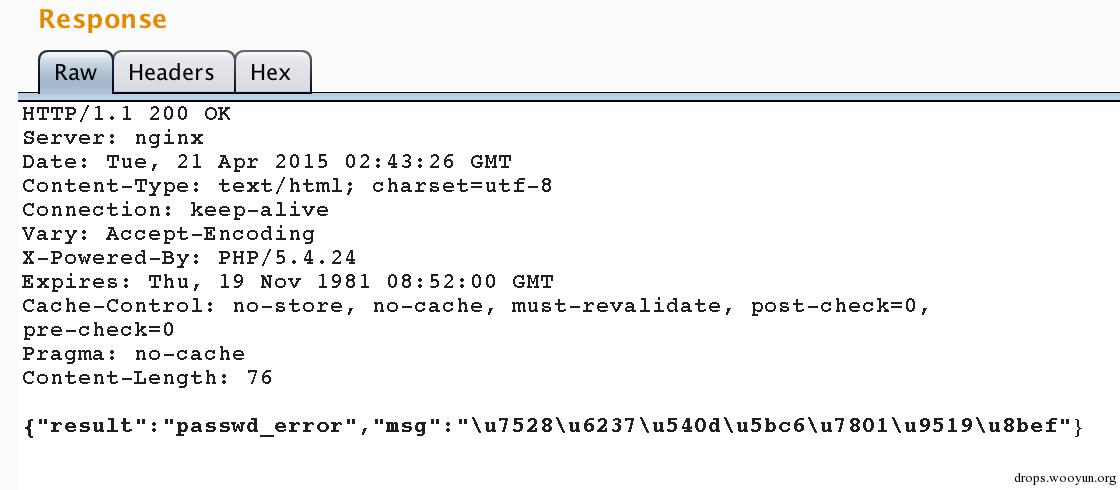 Response
Raw
Headers
Hex
HTTP/1.1 200 OK
Server: nginx
Date: Tue, 21 Apr 2015 02:43:26 GMT
Content-Type: text/html; charset=utf-8
Connection: keep-alive
Vary: Accept-Encoding
X-Powered-By: PHP/5.4.24
Expires: Thu, 19 Nov 1981 08:52:00 GMT
Cache-Control: no-store, no-cache, must-revalidate, post-check=0,
pre-check=0
Pragma: no-cache
Content-Length: 76
{"result":"passwd_error","msg":"\u7528\u6237\u540d\u5bc6\u7801\u9519\u8bef"}
drops.wooyun.org